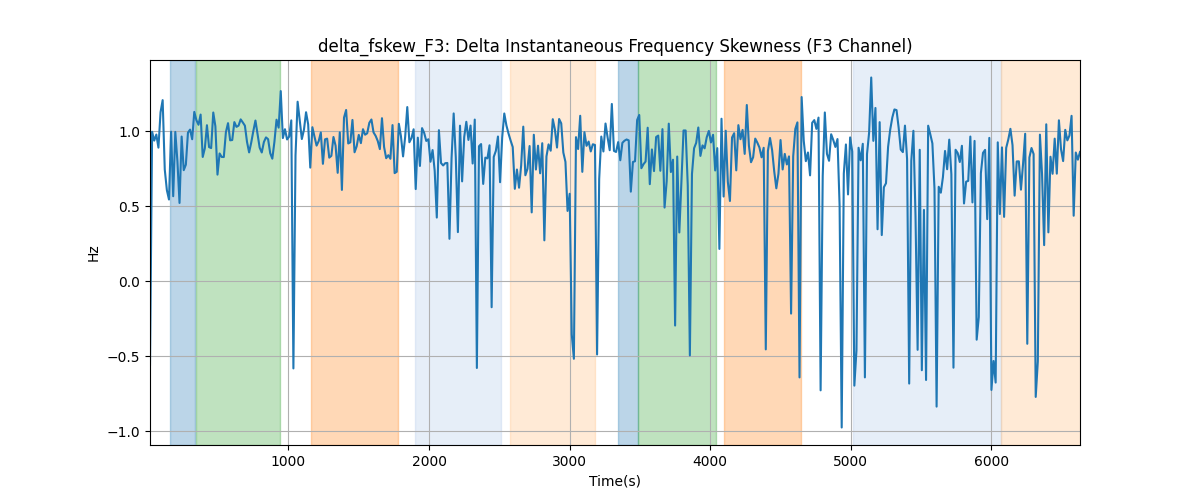 delta_fskew_F3: Delta Instantaneous Frequency Skewness (F3 Channel)
Hz
1.0
0.5
0.0
−0.5
−1.0
1000 2000 3000 4000 5000 6000
Time(s)